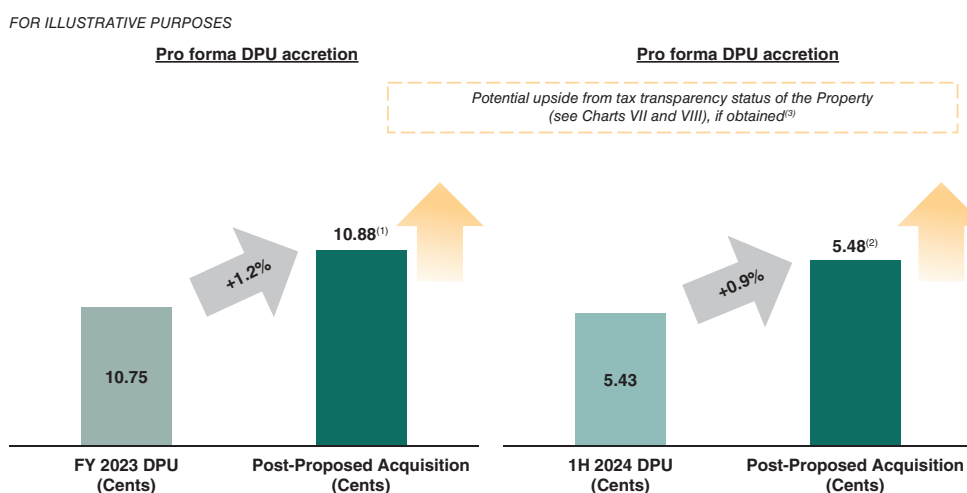 FOR ILLUSTRATIVE PURPOSES
Pro forma DPU accretion
Pro forma DPU accretion
Potential upside from tax transparency status of the Property
(see Charts VII and VIII), if obtained(3)
+1.2%
10.88(1)
10.75
FY 2023 DPU
(Cents)
Post-Proposed Acquisition
(Cents)
+0.9%
5.48(2)
5.43
1H 2024 DPU
(Cents)
Post-Proposed Acquisition
(Cents)